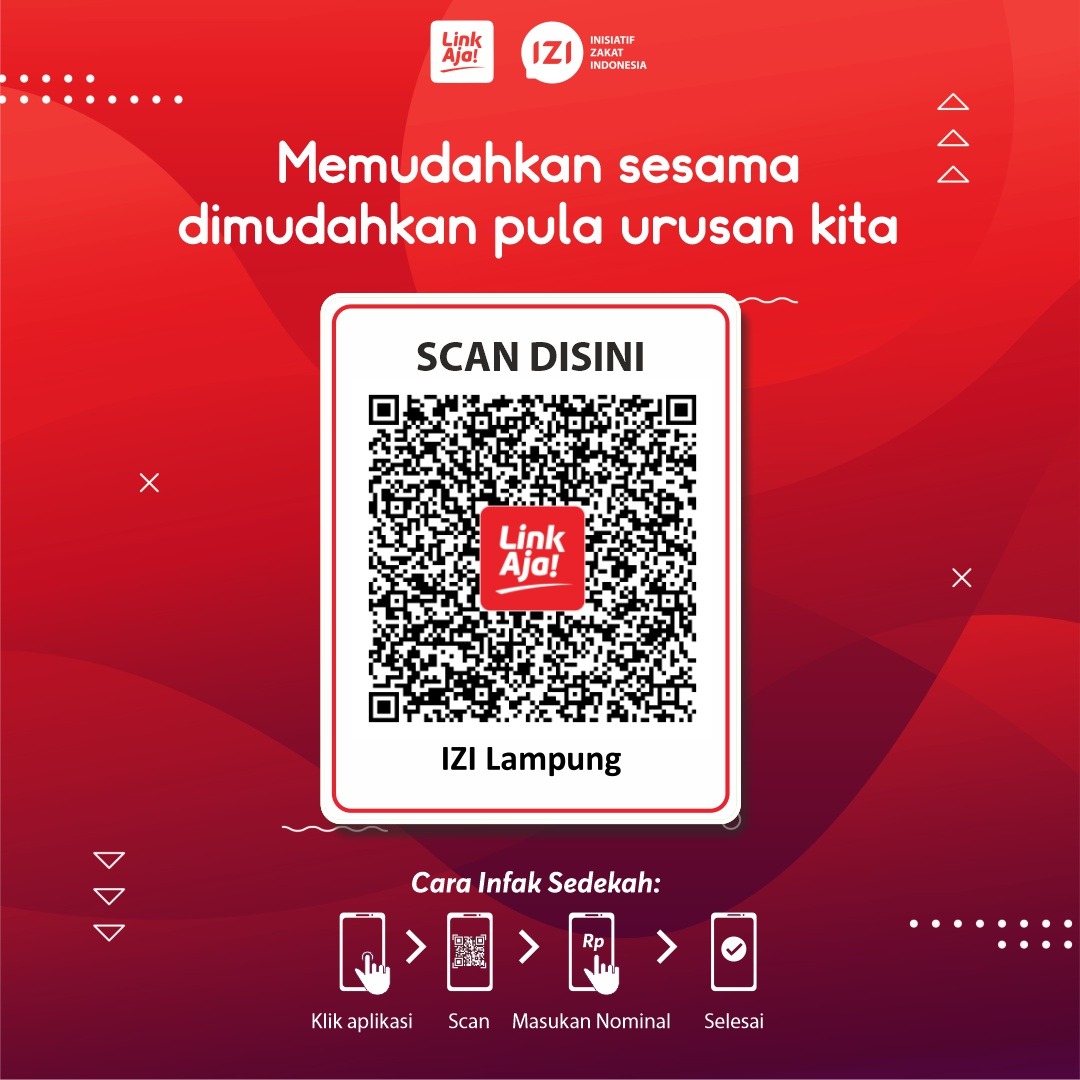 Link
Aja!
IZI
INISIATIF
ZAKAT
INDONESIA
Memudahkan sesama
dimudahkan pula urusan kita
SCAN DISINI
Link
Aja!
IZI Lampung
Cara Infak Sedekah:
Rp
Klik aplikasi
Scan
Masukan Nominal
Selesai